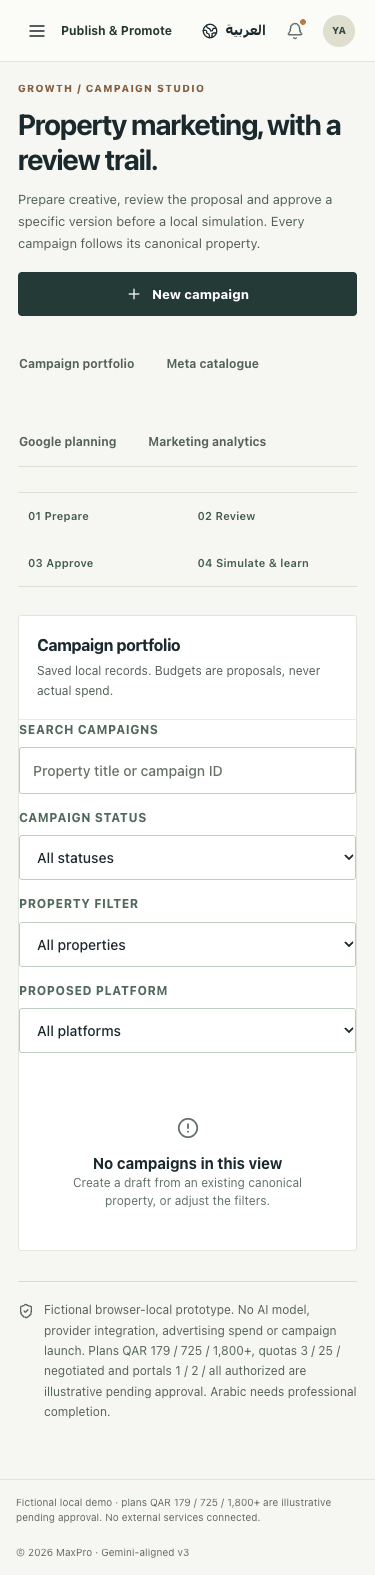 Publish & Promote
العربية
YA
GROWTH / CAMPAIGN STUDIO
Property marketing, with a
review trail.
Prepare creative, review the proposal and approve a
specific version before a local simulation. Every
campaign follows its canonical property.
New campaign
Campaign portfolio
Meta catalogue
Google planning
Marketing analytics
01 Prepare
02 Review
03 Approve
04 Simulate & learn
Campaign portfolio
Saved local records. Budgets are proposals, never
actual spend.
SEARCH CAMPAIGNS
Property title or campaign ID
CAMPAIGN STATUS
All statuses
PROPERTY FILTER
All properties
PROPOSED PLATFORM
All platforms
No campaigns in this view
Create a draft from an existing canonical
property, or adjust the filters.
Fictional browser-local prototype. No AI model,
provider integration, advertising spend or campaign
launch. Plans QAR 179 / 725 / 1,800+, quotas 3 / 25 /
negotiated and portals 1 / 2 / all authorized are
illustrative pending approval. Arabic needs professional
completion.
Fictional local demo · plans QAR 179 / 725 / 1,800+ are illustrative
pending approval. No external services connected.
© 2026 MaxPro · Gemini-aligned v3